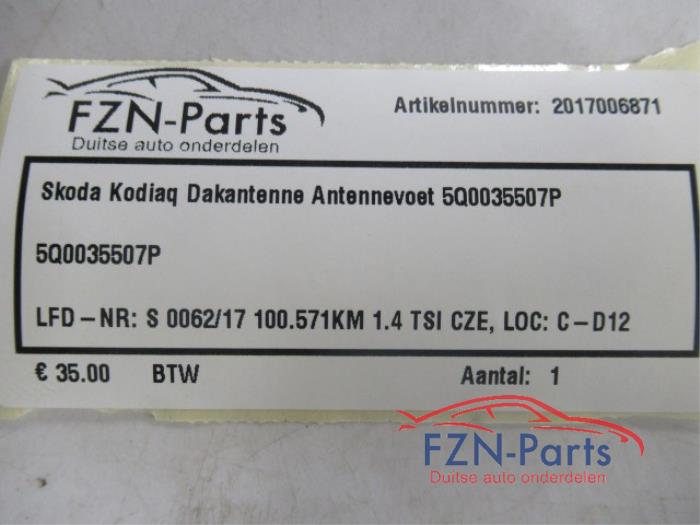 FZN-Parts
Duitse auto onderdelen
Artikelnummer: 2017006871
Skoda Kodiaq Dakantenne Antennevoet 5Q0035507P
5Q0035507P
LFD-NR: S 0062/17 100.571KM 1.4 TSI CZE, LOC: C-D12
€ 35.00 BTW Aantal: 1
FZN-Parts
Duitse auto onderdelen